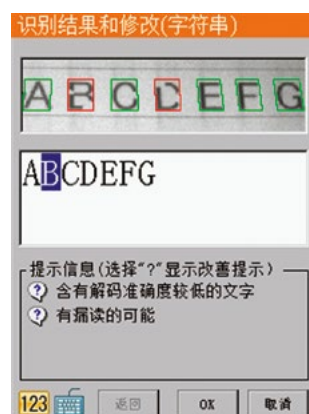 识别结果和修改(字符串)
ABCDEFG
ABCDEFG
提示信息(选择“?”显示改善提示)
? 含有解码准确度较低的文字
? 有漏读的可能
123 返回 OK 取消